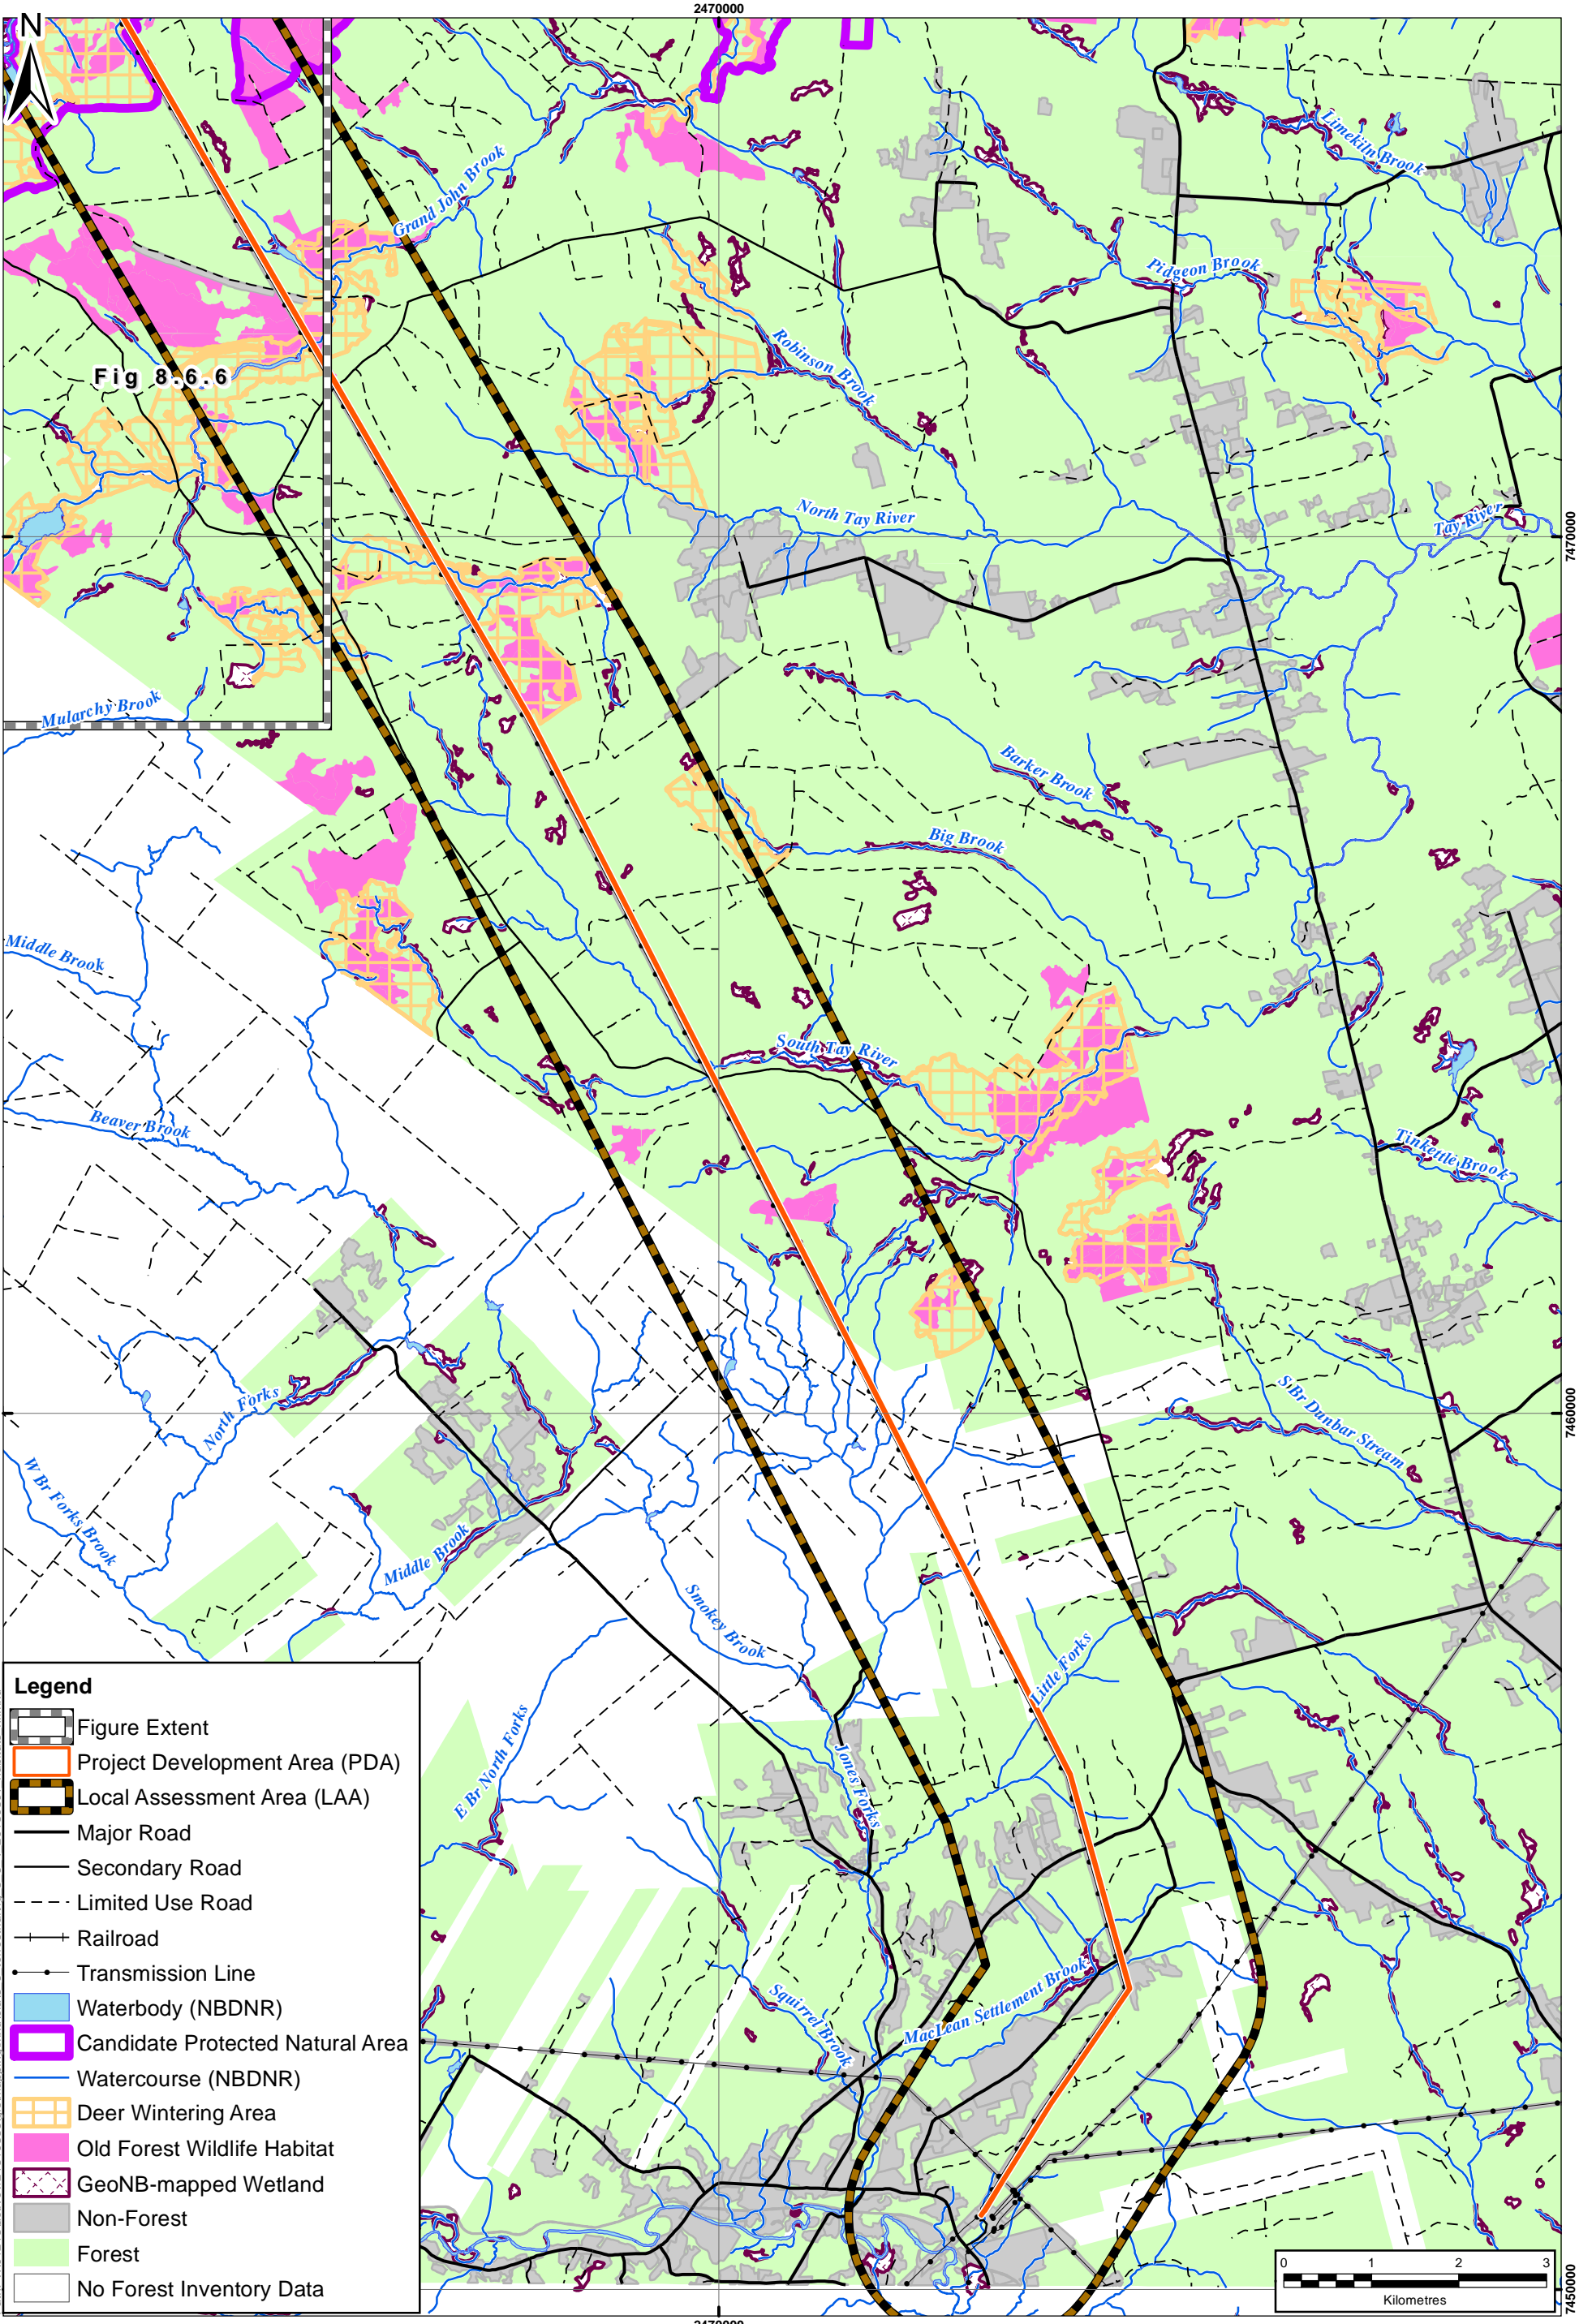 2470000
N
Limekiln Brook
Grand John Brook
Pidgeon Brook
Robinson Brook
Fig 8.6.6
North Tay River
Tay River
7470000
Mularchy Brook
Barker Brook
Big Brook
Middle Brook
South Tay River
Beaver Brook
Tinkettle Brook
North Forks
S Br Dunbar Stream
7460000
W Br Forks Brook
Middle Brook
Smokey Brook
Little Forks
E Br North Forks
Jones Forks
Squirrel Brook
MacLean Settlement Brook
Legend
Figure Extent
Project Development Area (PDA)
Local Assessment Area (LAA)
Major Road
Secondary Road
Limited Use Road
Railroad
Transmission Line
Waterbody (NBDNR)
Candidate Protected Natural Area
Watercourse (NBDNR)
Deer Wintering Area
Old Forest Wildlife Habitat
GeoNB-mapped Wetland
Non-Forest
Forest
No Forest Inventory Data
0 1 2 3
Kilometres
7450000
2470000